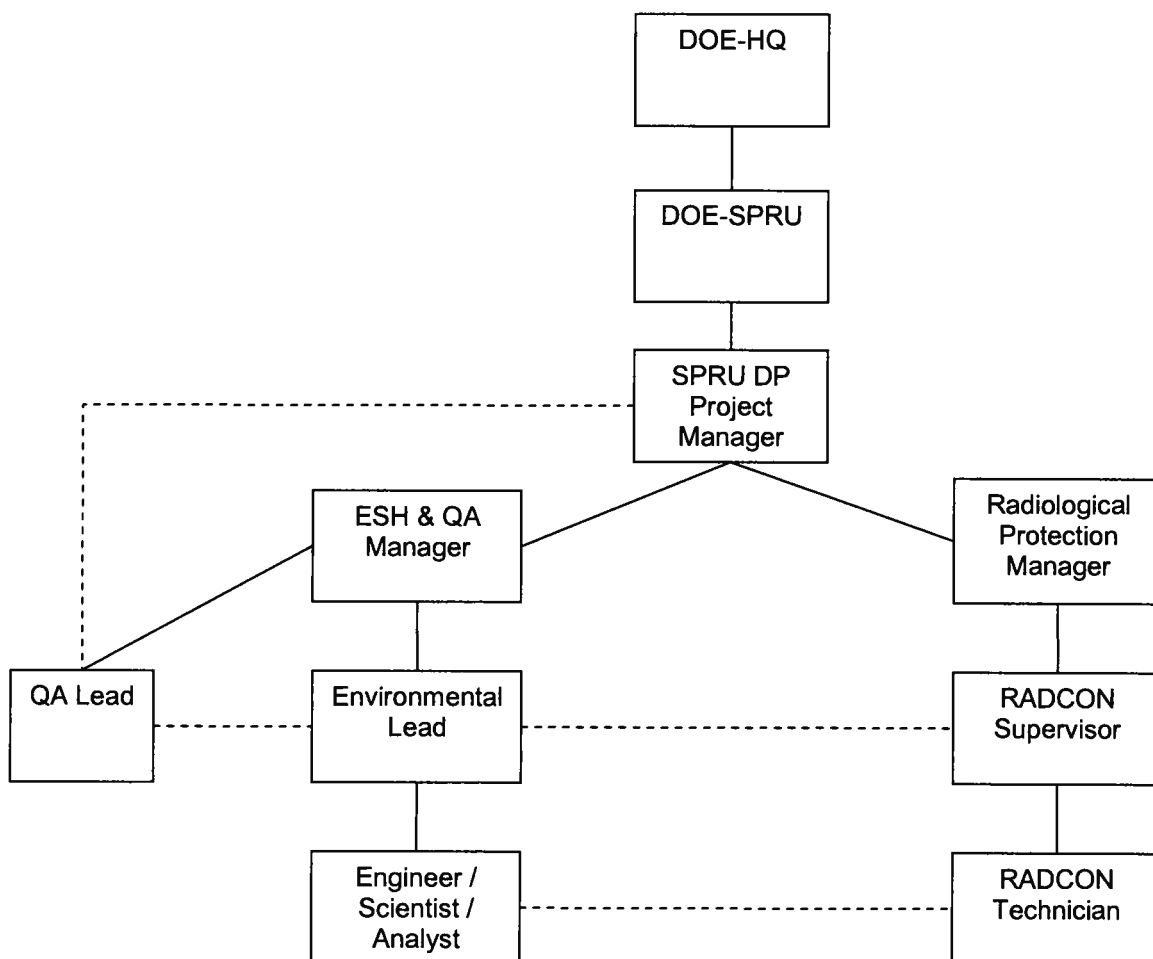 DOE-HQ
DOE-SPRU
SPRU DP
Project
Manager
ESH & QA
Manager
Radiological
Protection
Manager
QA Lead
Environmental
Lead
RADCON
Supervisor
Engineer /
Scientist /
Analyst
RADCON
Technician